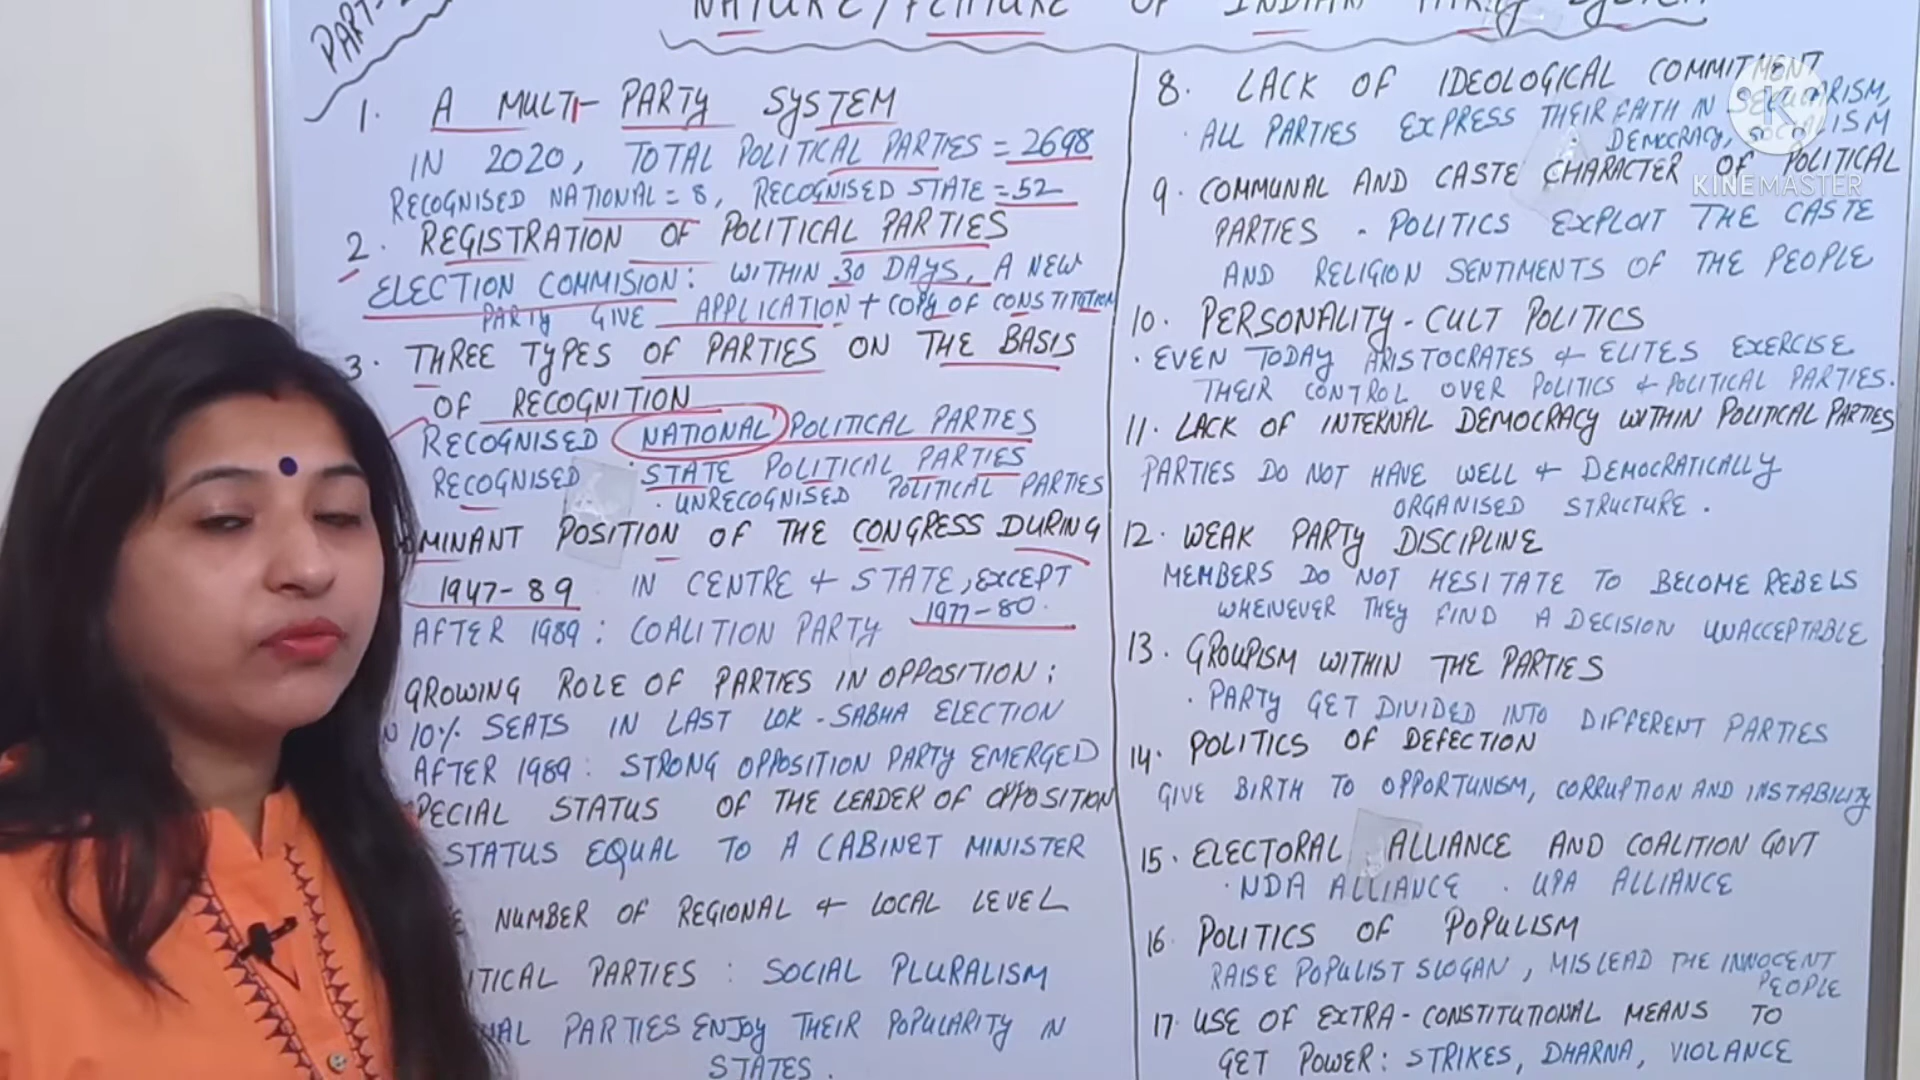 PART-
NATURE/FEATURE OF INDIAN PARTY SYSTEM
1. A MULTI-PARTY SYSTEM
IN 2020, TOTAL POLITICAL PARTIES = 2698
RECOGNISED NATIONAL = 8, RECOGNISED STATE = 52
2. REGISTRATION OF POLITICAL PARTIES
ELECTION COMMISION: WITHIN 30 DAYS, A NEW
PARTY GIVE APPLICATION + COPY OF CONSTITUTION
3. THREE TYPES OF PARTIES ON THE BASIS
OF RECOGNITION
RECOGNISED NATIONAL POLITICAL PARTIES
RECOGNISED STATE POLITICAL PARTIES
· UNRECOGNISED POLITICAL PARTIES
OMINANT POSITION OF THE CONGRESS DURING
1947-89 IN CENTRE + STATE, EXCEPT
1977-80.
AFTER 1989: COALITION PARTY
GROWING ROLE OF PARTIES IN OPPOSITION:
10% SEATS IN LAST LOK-SABHA ELECTION
AFTER 1989: STRONG OPPOSITION PARTY EMERGED
PECIAL STATUS OF THE LEADER OF OPPOSITION
STATUS EQUAL TO A CABINET MINISTER
NUMBER OF REGIONAL + LOCAL LEVEL
ITICAL PARTIES : SOCIAL PLURALISM
NAL PARTIES ENJOY THEIR POPULARITY IN
STATES.
8. LACK OF IDEOLOGICAL COMMITMENT
· ALL PARTIES EXPRESS THEIR FAITH IN SECULARISM,
DEMOCRACY, SOCIALISM
9. COMMUNAL AND CASTE CHARACTER OF POLITICAL
PARTIES - POLITICS EXPLOIT THE CASTE
AND RELIGION SENTIMENTS OF THE PEOPLE
10. PERSONALITY-CULT POLITICS
· EVEN TODAY ARISTOCRATES + ELITES EXERCISE
THEIR CONTROL OVER POLITICS + POLITICAL PARTIES.
11. LACK OF INTERNAL DEMOCRACY WITHIN POLITICAL PARTIES
PARTIES DO NOT HAVE WELL + DEMOCRATICALLY
ORGANISED STRUCTURE.
12. WEAK PARTY DISCIPLINE
MEMBERS DO NOT HESITATE TO BECOME REBELS
WHENEVER THEY FIND A DECISION UNACCEPTABLE
13. GROUPISM WITHIN THE PARTIES
· PARTY GET DIVIDED INTO DIFFERENT PARTIES
14. POLITICS OF DEFECTION
GIVE BIRTH TO OPPORTUNISM, CORRUPTION AND INSTABILITY
15. ELECTORAL ALLIANCE AND COALITION GOVT
· NDA ALLIANCE · UPA ALLIANCE
16 POLITICS OF POPULISM
RAISE POPULIST SLOGAN, MISLEAD THE INNOCENT
PEOPLE
17. USE OF EXTRA-CONSTITUTIONAL MEANS TO
GET POWER: STRIKES, DHARNA, VIOLANCE
K
KINEMASTER